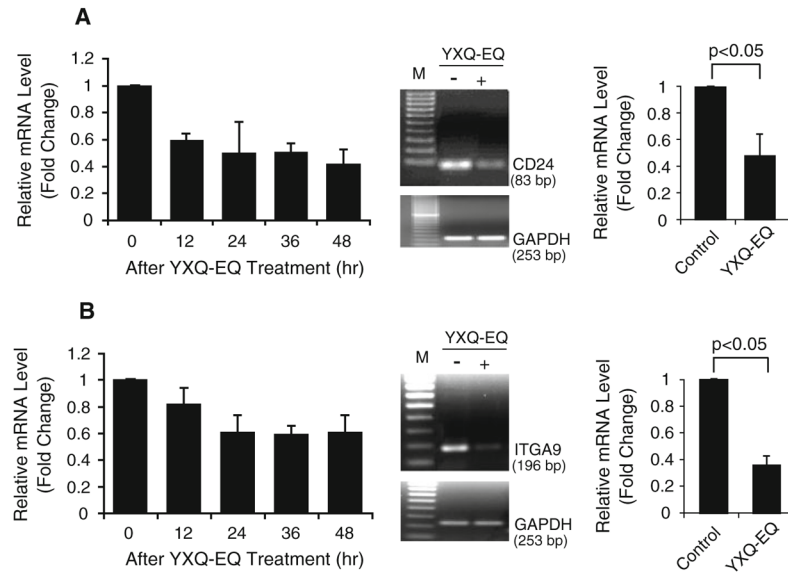 A
Relative mRNA Level
(Fold Change)
1.2
1
0.8
0.6
0.4
0.2
0
0 12 24 36 48
After YXQ-EQ Treatment (hr)
YXQ-EQ
M - +
CD24
(83 bp)
GAPDH
(253 bp)
p<0.05
Relative mRNA Level
(Fold Change)
1
0.8
0.6
0.4
0.2
0
Control YXQ-EQ
B
Relative mRNA Level
(Fold Change)
1.2
1
0.8
0.6
0.4
0.2
0
0 12 24 36 48
After YXQ-EQ Treatment (hr)
YXQ-EQ
M - +
ITGA9
(196 bp)
GAPDH
(253 bp)
p<0.05
Relative mRNA Level
(Fold Change)
1
0.8
0.6
0.4
0.2
0
Control YXQ-EQ